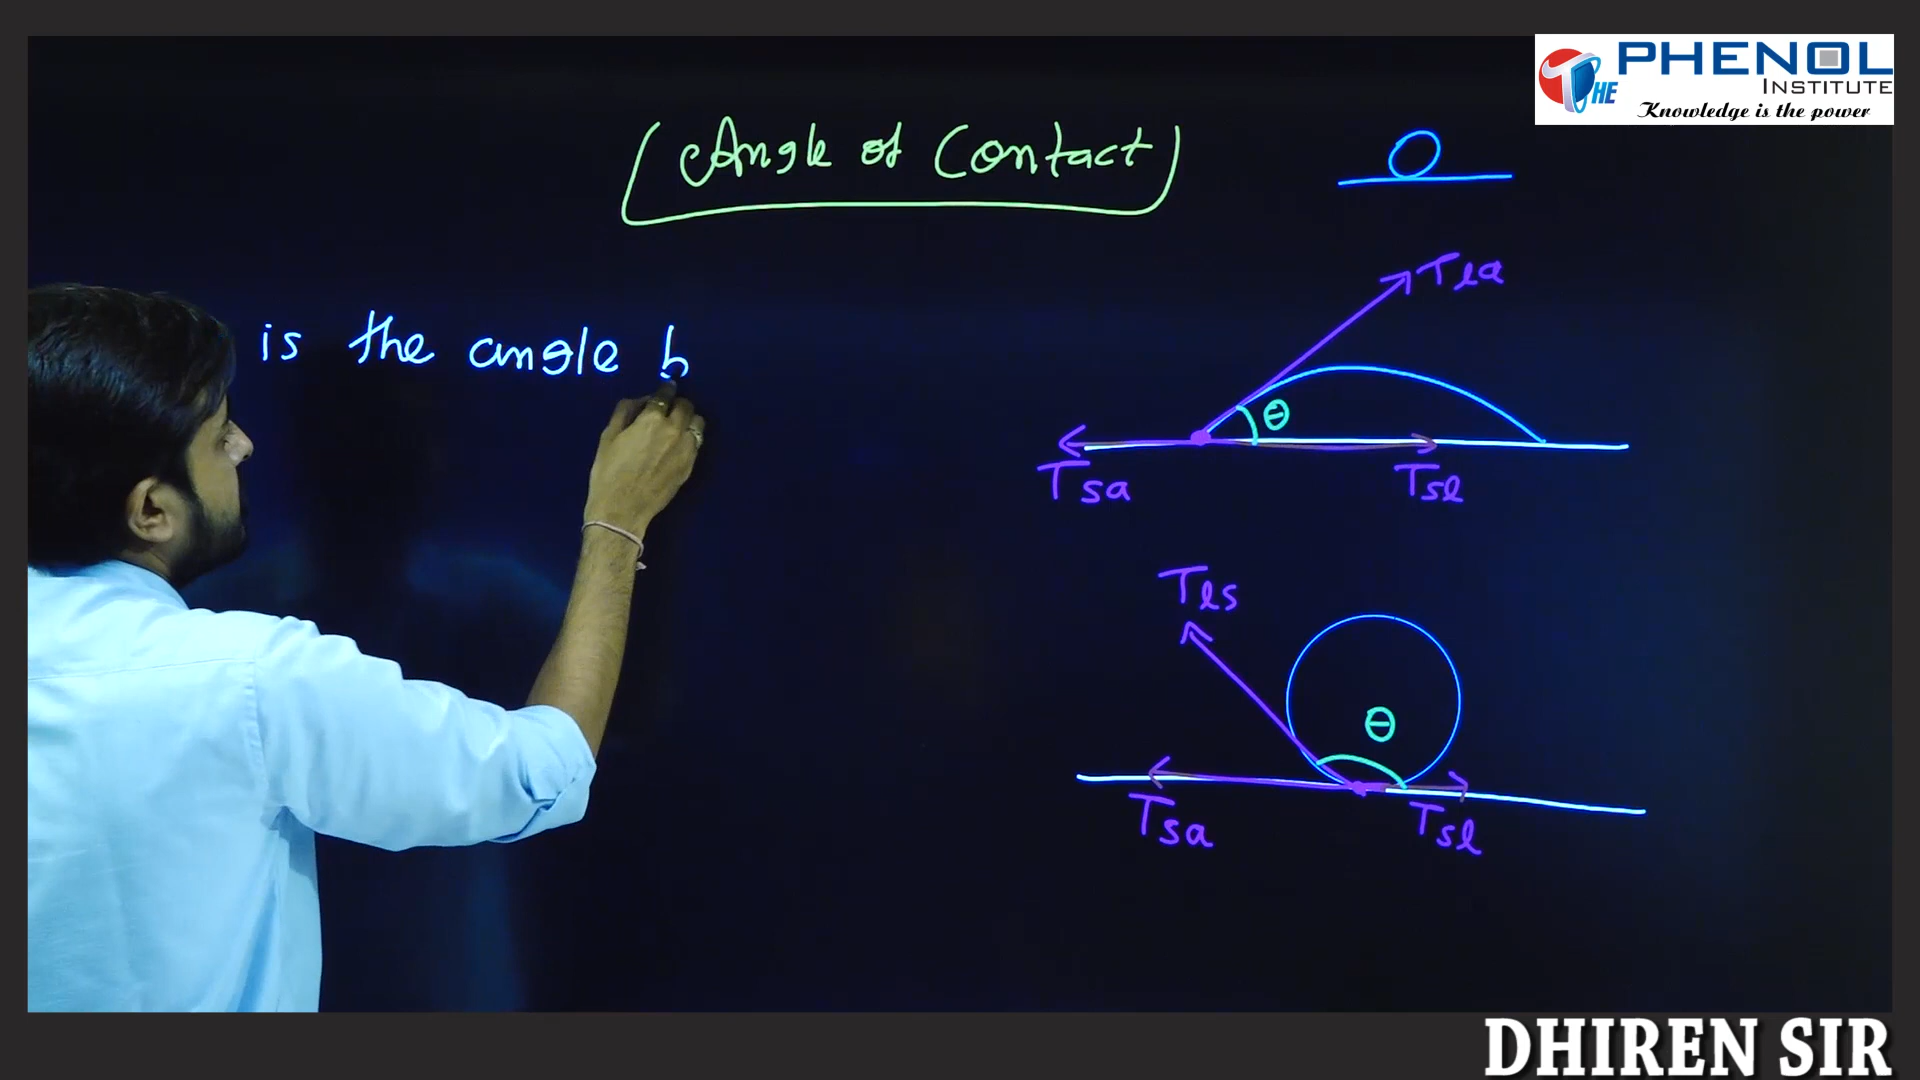 THE PHENOL
INSTITUTE
Knowledge is the power
(Angle of Contact)
is the angle b
Tla
θ
Tsa
Tsl
Tls
θ
Tsa
Tsl
DHIREN SIR